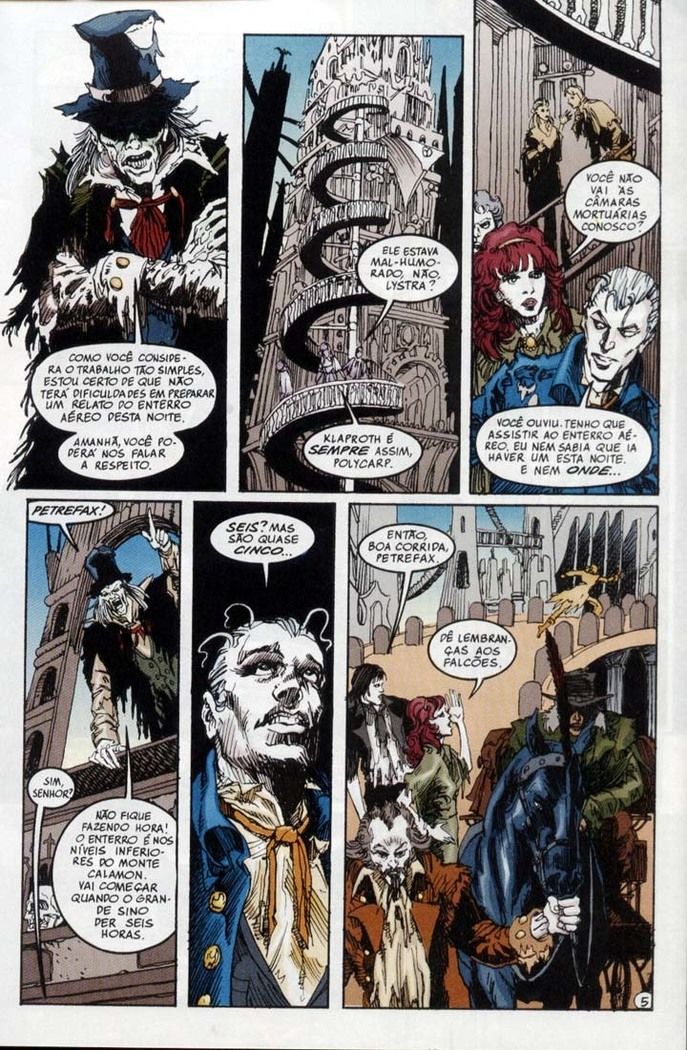 COMO VOCÊ CONSIDE-
RA O TRABALHO TÃO SIMPLES,
ESTOU CERTO DE QUE NÃO
TERÁ DIFICULDADES EM PREPARAR
UM RELATO DO ENTERRO
AÉREO DESTA NOITE.
AMANHÃ, VOCÊ PO-
DERÁ NOS FALAR
A RESPEITO.
ELE ESTAVA
MAL-HUMO-
RADO, NÃO,
LYSTRA?
KLAPROTH É
SEMPRE ASSIM,
POLYCARP.
VOCÊ NÃO
VAI ÀS
CÂMARAS
MORTUÁRIAS
CONOSCO?
VOCÊ OUVIU. TENHO QUE
ASSISTIR AO ENTERRO AÉ-
REO. EU NEM SABIA QUE IA
HAVER UM ESTA NOITE.
E NEM ONDE...
PETREFAX!
SIM,
SENHOR?
NÃO FIQUE
FAZENDO HORA!
O ENTERRO É NOS
NÍVEIS INFERIO-
RES DO MONTE
CALAMON.
VAI COMEÇAR
QUANDO O GRAN-
DE SINO
DER SEIS
HORAS.
SEIS? MAS
SÃO QUASE
CINCO...
ENTÃO,
BOA CORRIDA,
PETREFAX.
DÊ LEMBRAN-
ÇAS AOS
FALCÕES.
5